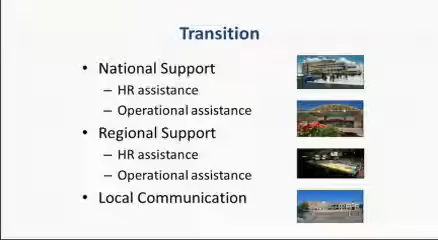 Transition
• National Support
– HR assistance
– Operational assistance
• Regional Support
– HR assistance
– Operational assistance
• Local Communication